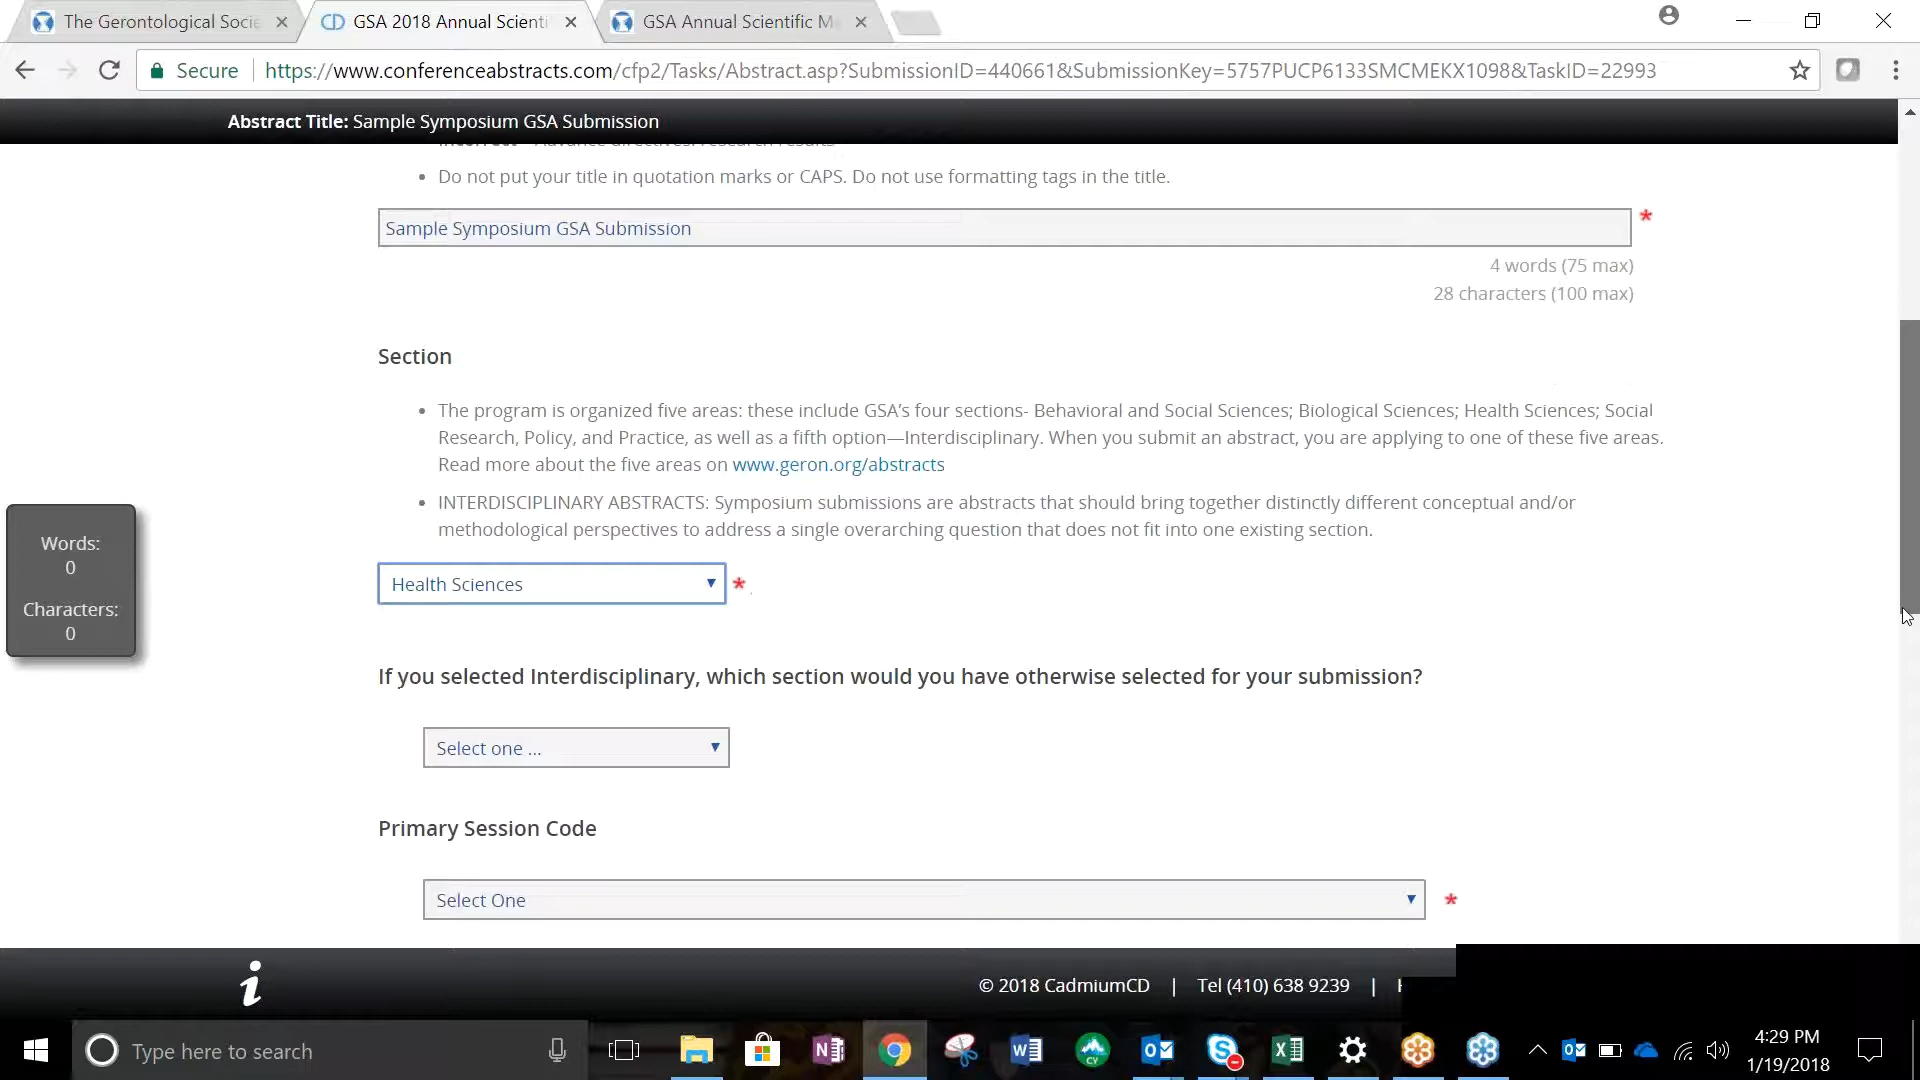 The Gerontological Socie
GSA 2018 Annual Scienti
GSA Annual Scientific M
Secure
https://www.conferenceabstracts.com/cfp2/Tasks/Abstract.asp?SubmissionID=440661&SubmissionKey=5757PUCP6133SMCMEKX1098&TaskID=22993
Abstract Title: Sample Symposium GSA Submission
• Do not put your title in quotation marks or CAPS. Do not use formatting tags in the title.
Sample Symposium GSA Submission
*
4 words (75 max)
28 characters (100 max)
Section
• The program is organized five areas: these include GSA’s four sections- Behavioral and Social Sciences; Biological Sciences; Health Sciences; Social
Research, Policy, and Practice, as well as a fifth option—Interdisciplinary. When you submit an abstract, you are applying to one of these five areas.
Read more about the five areas on www.geron.org/abstracts
• INTERDISCIPLINARY ABSTRACTS: Symposium submissions are abstracts that should bring together distinctly different conceptual and/or
methodological perspectives to address a single overarching question that does not fit into one existing section.
Words:
0
Characters:
0
Health Sciences
*
If you selected Interdisciplinary, which section would you have otherwise selected for your submission?
Select one ...
Primary Session Code
Select One
*
© 2018 CadmiumCD | Tel (410) 638 9239 |
Type here to search
4:29 PM
1/19/2018